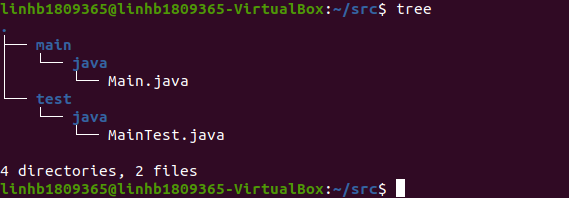 linhb1809365@linhb1809365-VirtualBox:~/src$ tree
.
├── main
│   └── java
│       └── Main.java
└── test
    └── java
        └── MainTest.java

4 directories, 2 files
linhb1809365@linhb1809365-VirtualBox:~/src$